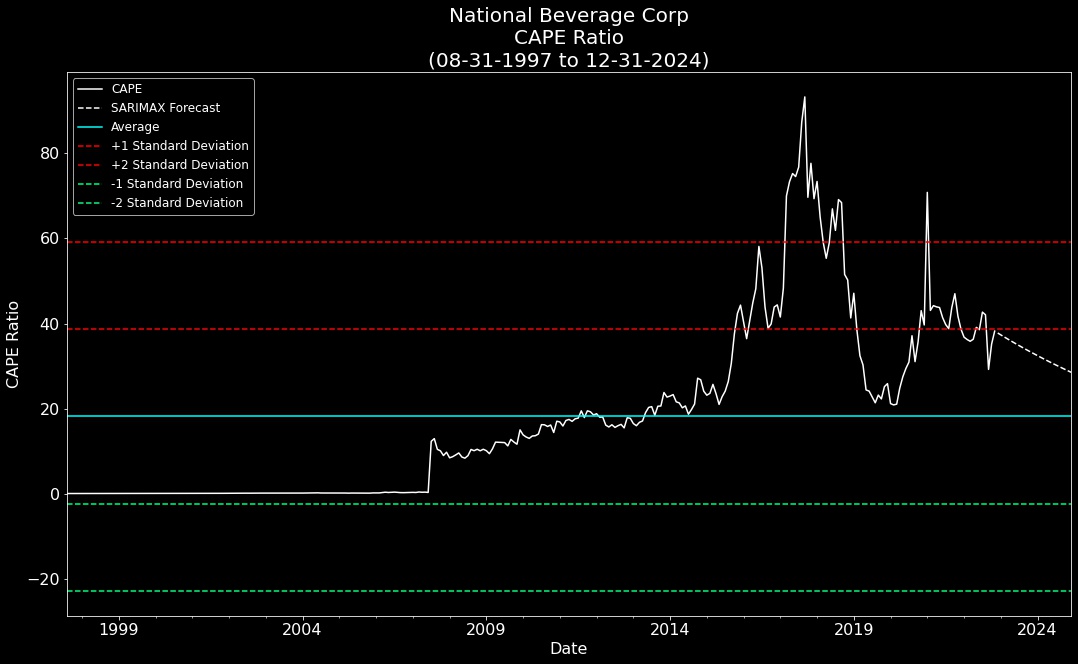 National Beverage Corp
CAPE Ratio
(08-31-1997 to 12-31-2024)
CAPE
SARIMAX Forecast
Average
+1 Standard Deviation
+2 Standard Deviation
-1 Standard Deviation
-2 Standard Deviation
CAPE Ratio
80
60
40
20
0
−20
1999
2004
2009
2014
2019
2024
Date